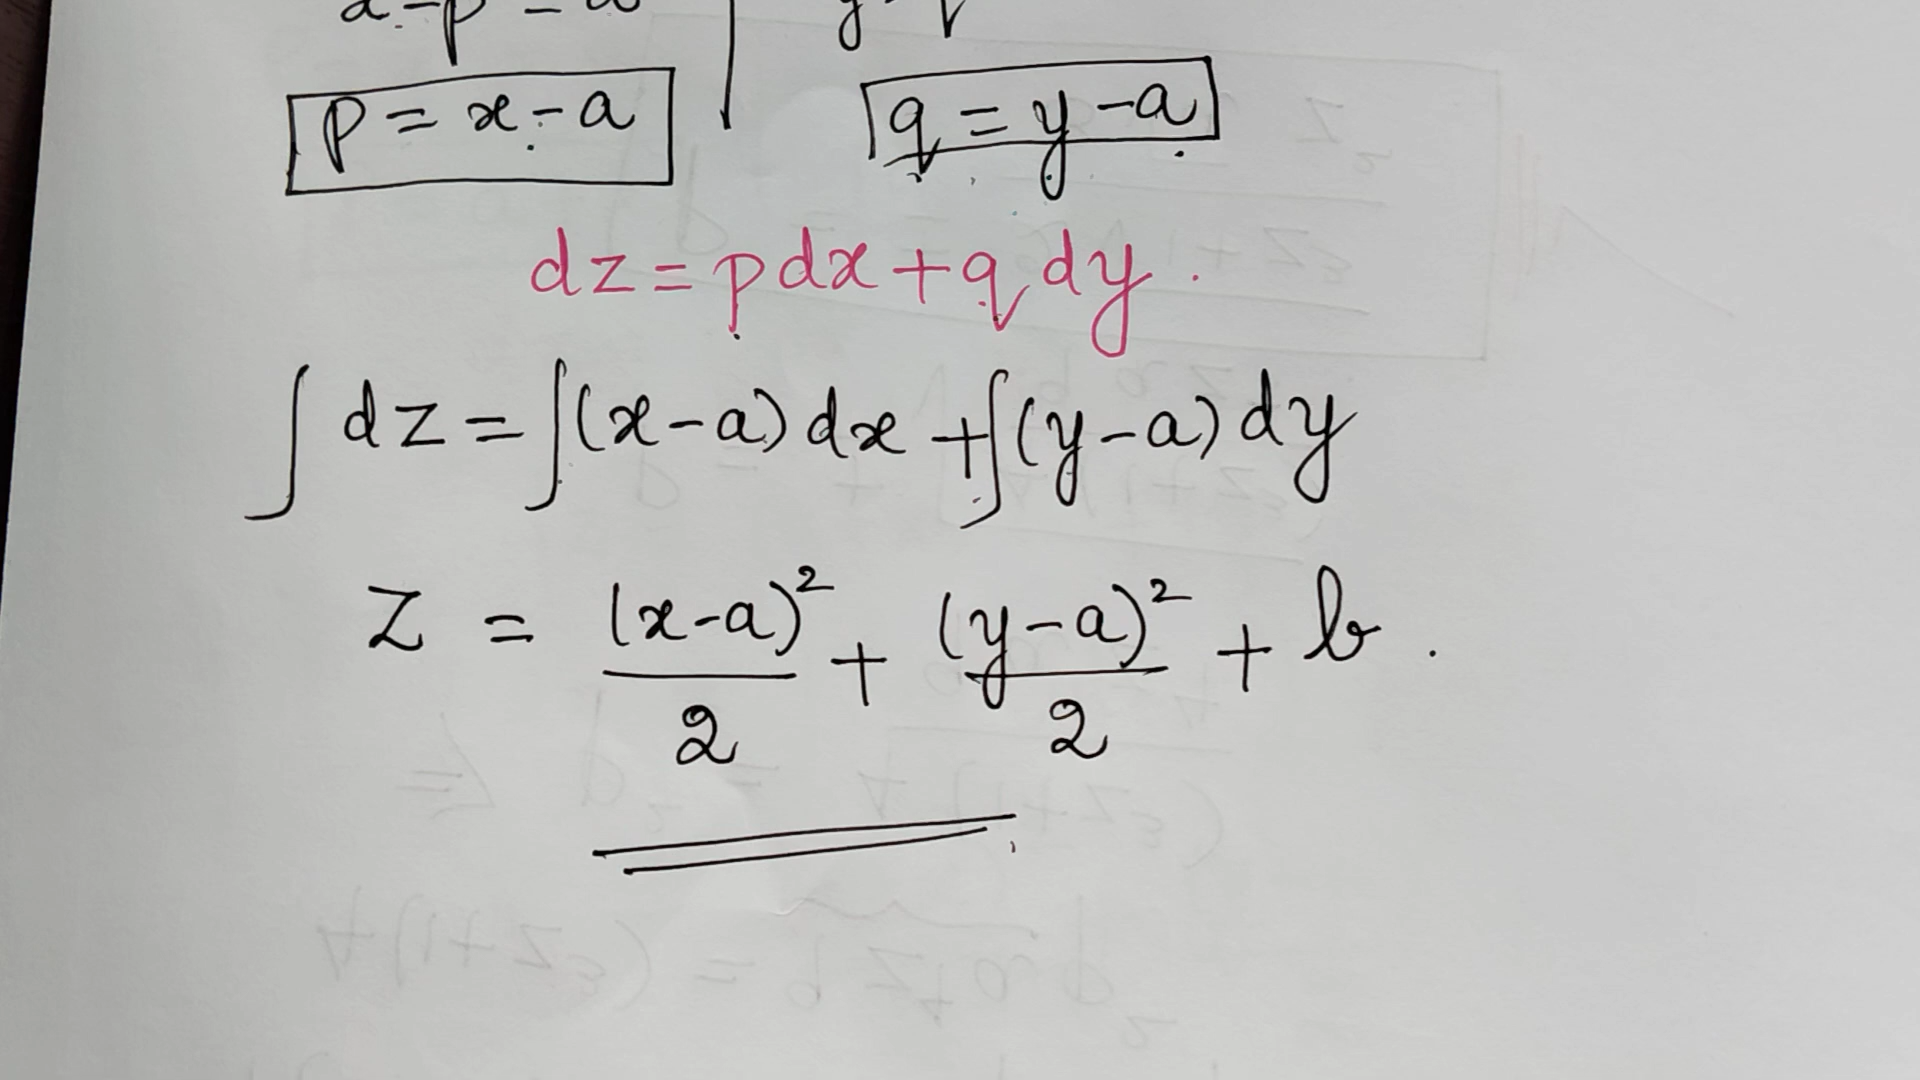 p = x - a q = y - a
dz = p dx + q dy.
∫ dz = ∫(x-a) dx + ∫(y-a) dy
z = (x-a)²/2 + (y-a)²/2 + b.